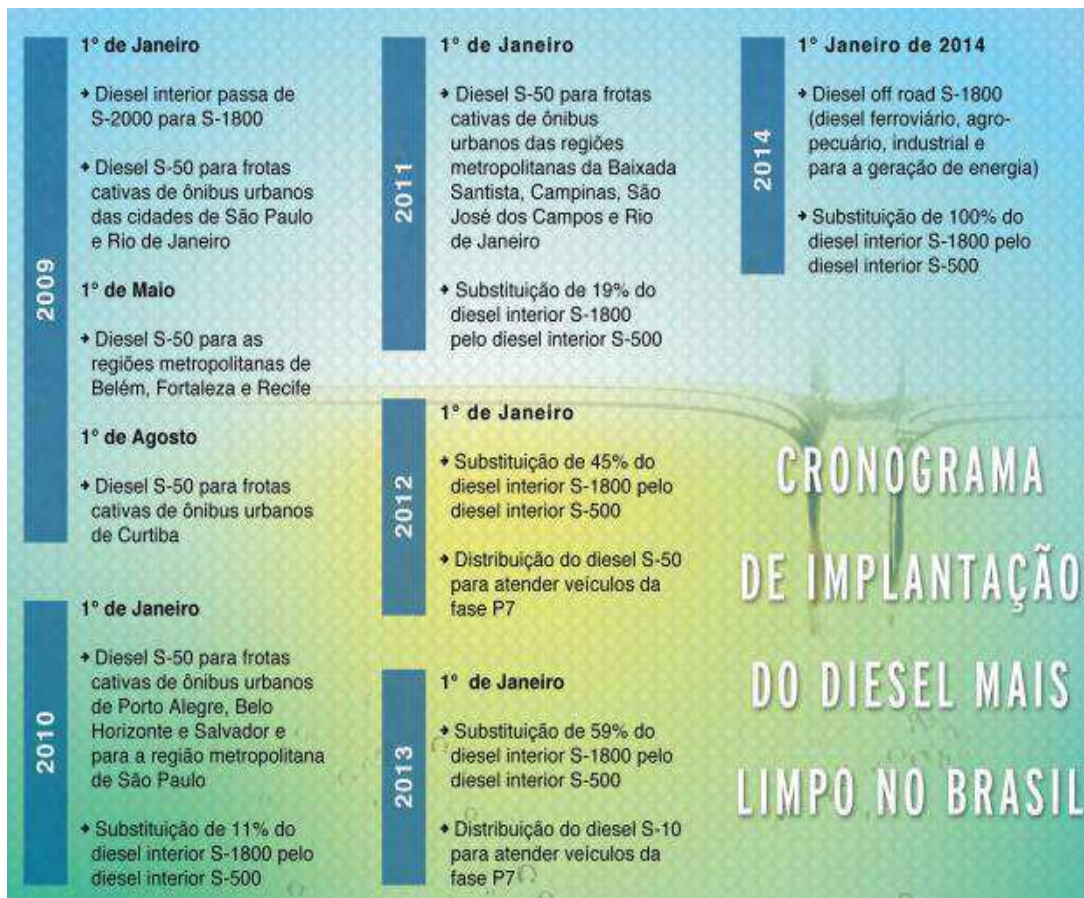 2009
1º de Janeiro
→ Diesel interior passa de
S-2000 para S-1800
→ Diesel S-50 para frotas
cativas de ônibus urbanos
das cidades de São Paulo
e Rio de Janeiro
1º de Maio
→ Diesel S-50 para as
regiões metropolitanas de
Belém, Fortaleza e Recife
1º de Agosto
→ Diesel S-50 para frotas
cativas de ônibus urbanos
de Curitiba
2010
1º de Janeiro
→ Diesel S-50 para frotas
cativas de ônibus urbanos
de Porto Alegre, Belo
Horizonte e Salvador e
para a região metropolitana
de São Paulo
→ Substituição de 11% do
diesel interior S-1800 pelo
diesel interior S-500
2011
1° de Janeiro
→ Diesel S-50 para frotas
cativas de ônibus
urbanos das regiões
metropolitanas da Baixada
Santista, Campinas, São
José dos Campos e Rio
de Janeiro
→ Substituição de 19% do
diesel interior S-1800
pelo diesel interior S-500
2012
1º de Janeiro
→ Substituição de 45% do
diesel interior S-1800 pelo
diesel interior S-500
→ Distribuição do diesel S-50
para atender veículos da
fase P7
2013
1º de Janeiro
→ Substituição de 59% do
diesel interior S-1800 pelo
diesel interior S-500
→ Distribuição do diesel S-10
para atender veículos da
fase P7
2014
1° Janeiro de 2014
→ Diesel off road S-1800
(diesel ferroviário, agro-
pecuário, industrial e
para a geração de energia)
→ Substituição de 100% do
diesel interior S-1800 pelo
diesel interior S-500
CRONOGRAMA
DE IMPLANTAÇÃO
DO DIESEL MAIS
LIMPO NO BRASIL